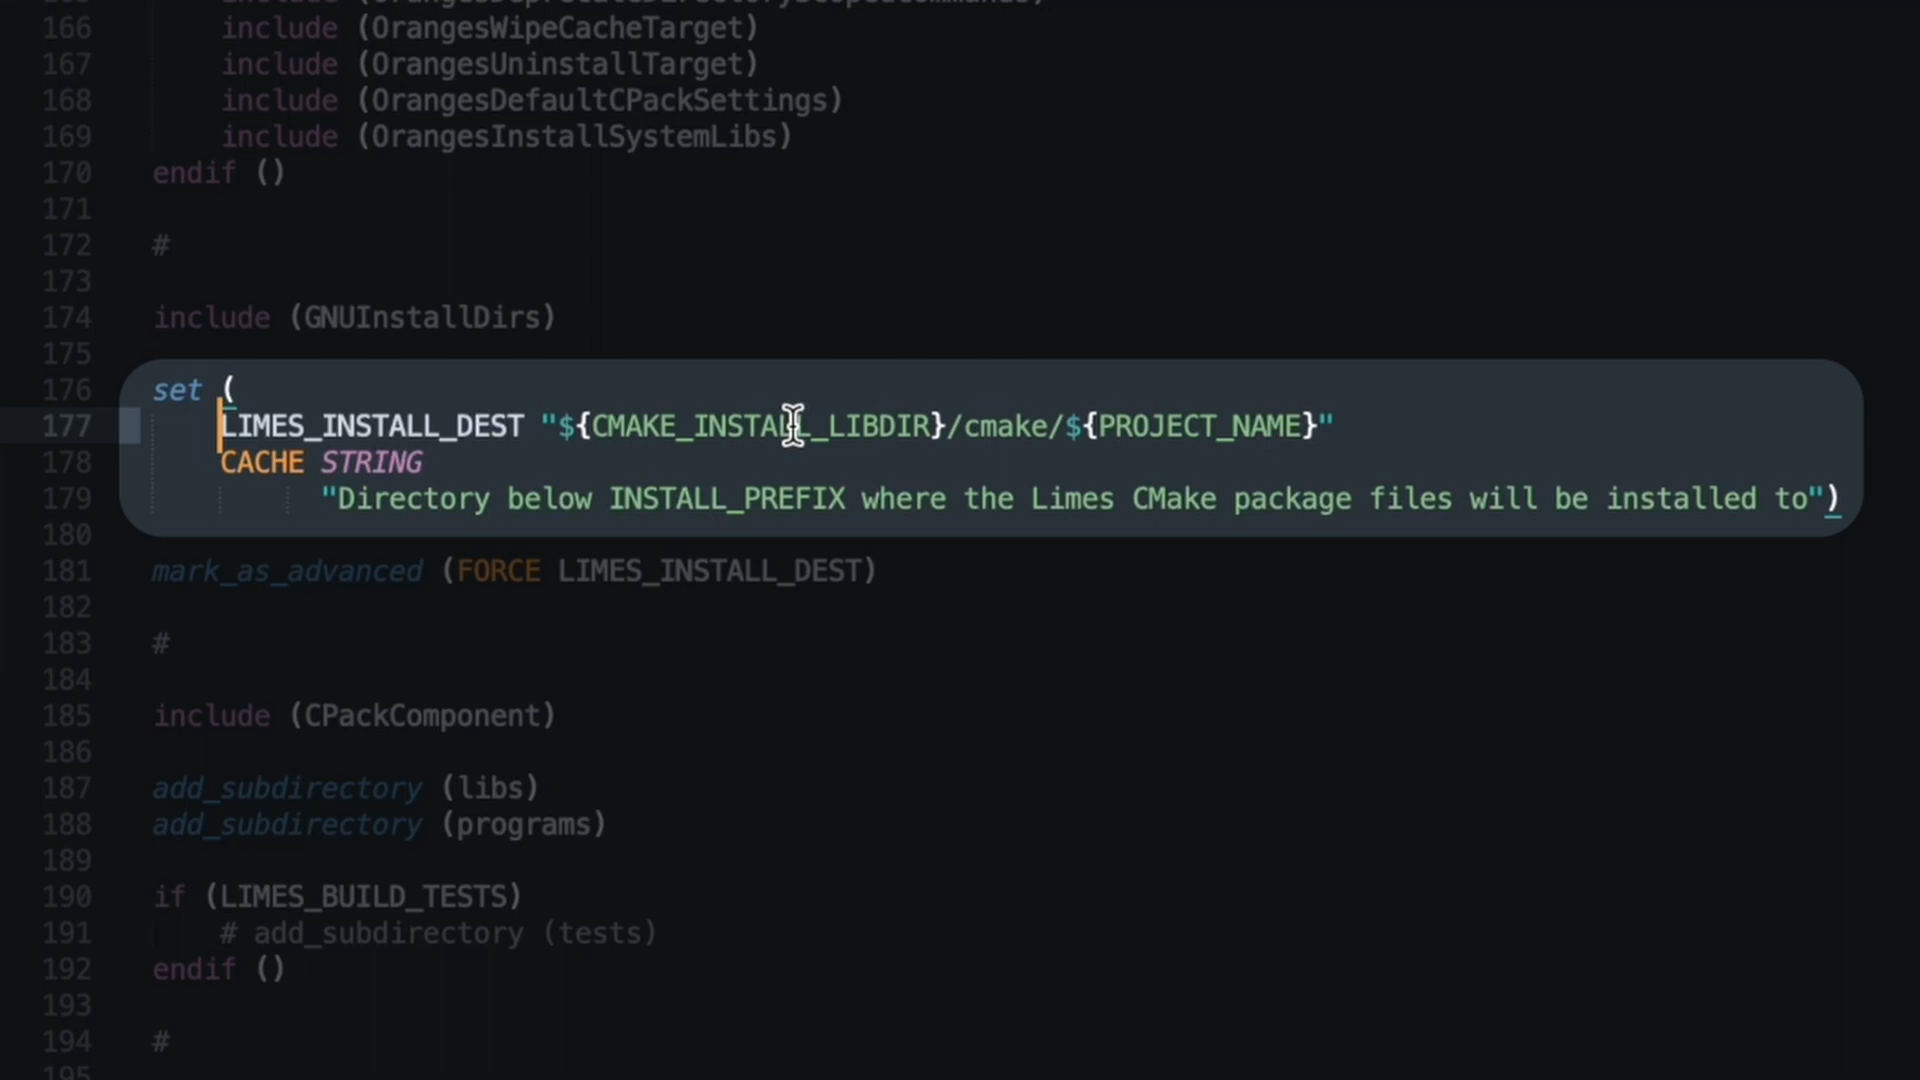 166 include (OrangesWipeCacheTarget)
167 include (OrangesUninstallTarget)
168 include (OrangesDefaultCPackSettings)
169 include (OrangesInstallSystemLibs)
170 endif ()
171
172 #
173
174 include (GNUInstallDirs)
175
176 set (
177 LIMES_INSTALL_DEST "${CMAKE_INSTALL_LIBDIR}/cmake/${PROJECT_NAME}"
178 CACHE STRING
179 "Directory below INSTALL_PREFIX where the Limes CMake package files will be installed to")
180
181 mark_as_advanced (FORCE LIMES_INSTALL_DEST)
182
183 #
184
185 include (CPackComponent)
186
187 add_subdirectory (libs)
188 add_subdirectory (programs)
189
190 if (LIMES_BUILD_TESTS)
191 # add_subdirectory (tests)
192 endif ()
193
194 #
195